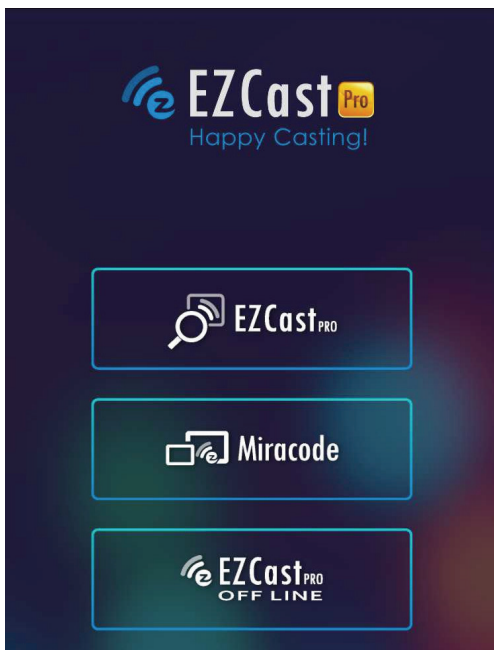 EZCast Pro
Happy Casting!
EZCast PRO
Miracode
EZCast PRO
OFF LINE